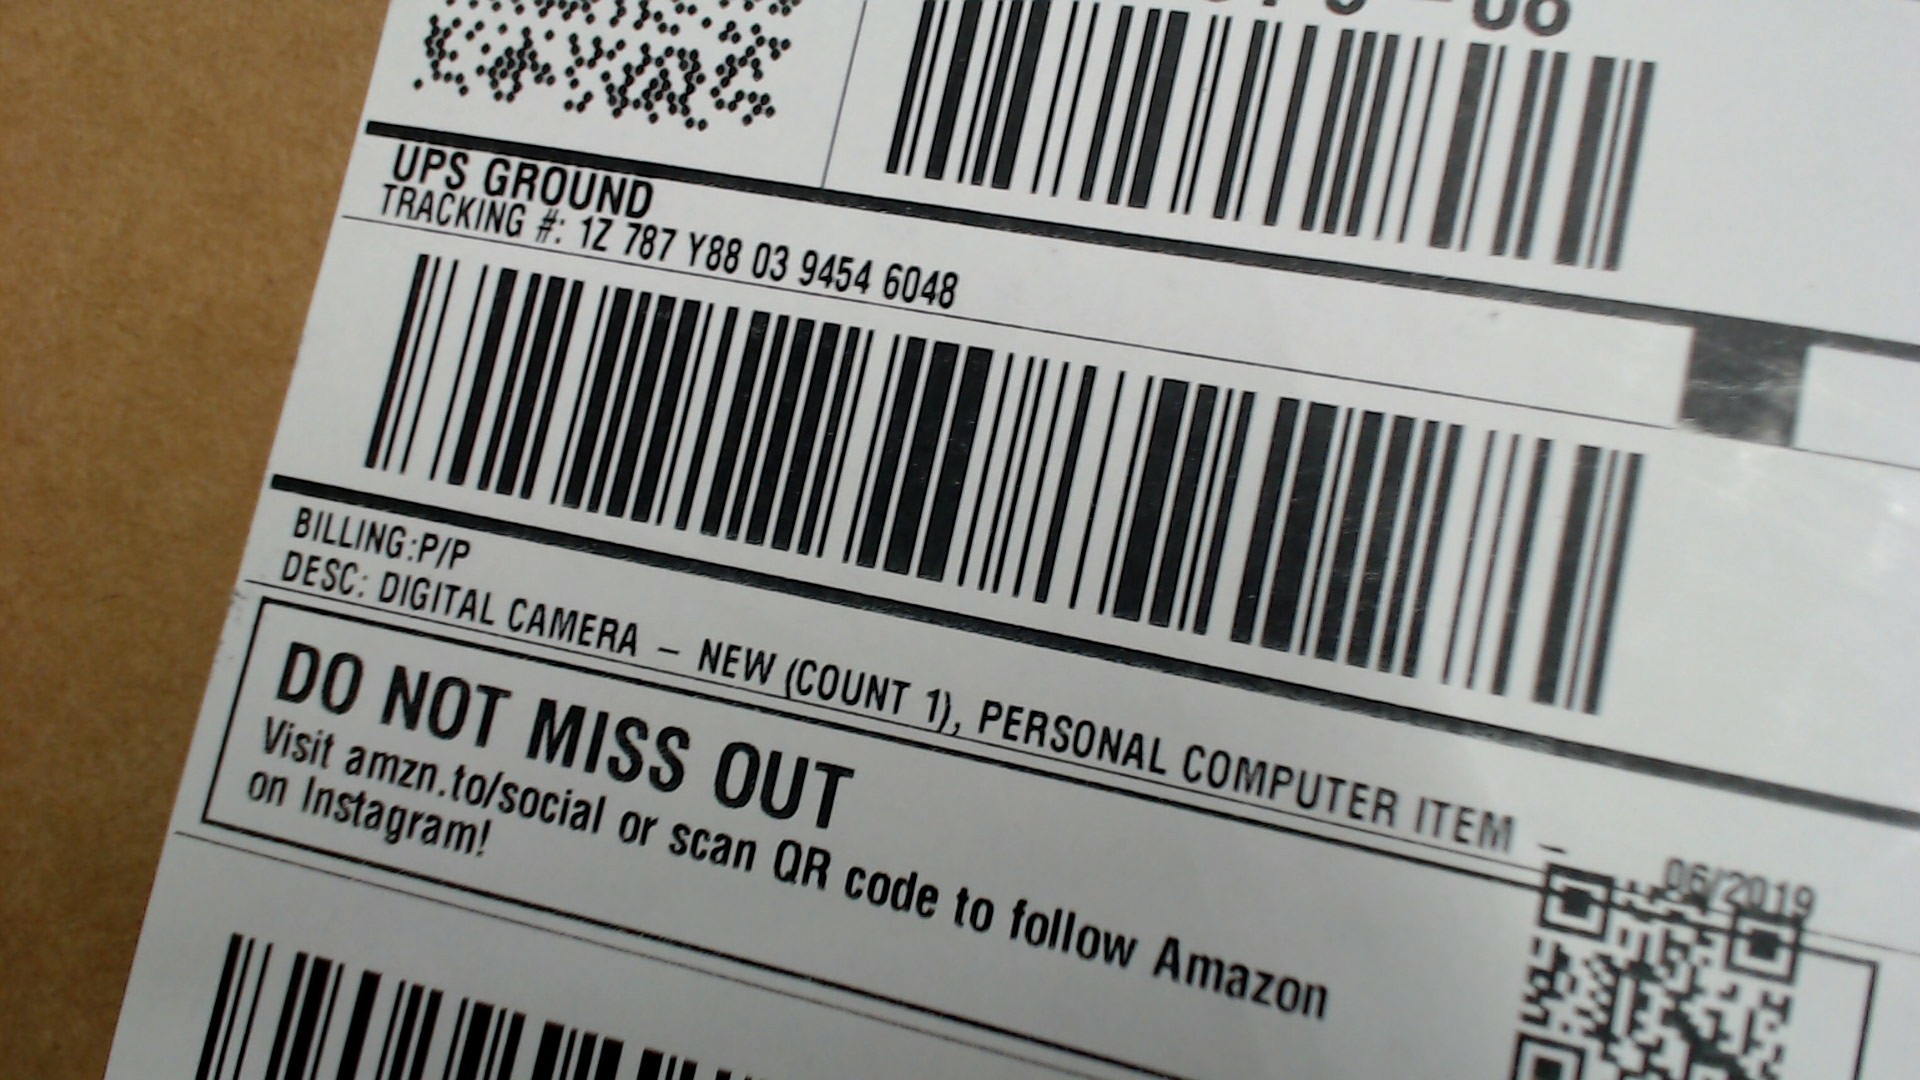 UPS GROUND
TRACKING #: 1Z 787 Y88 03 9454 6048
BILLING:P/P
DESC: DIGITAL CAMERA – NEW (COUNT 1), PERSONAL COMPUTER ITEM –
06/2019
DO NOT MISS OUT
Visit amzn.to/social or scan QR code to follow Amazon
on Instagram!